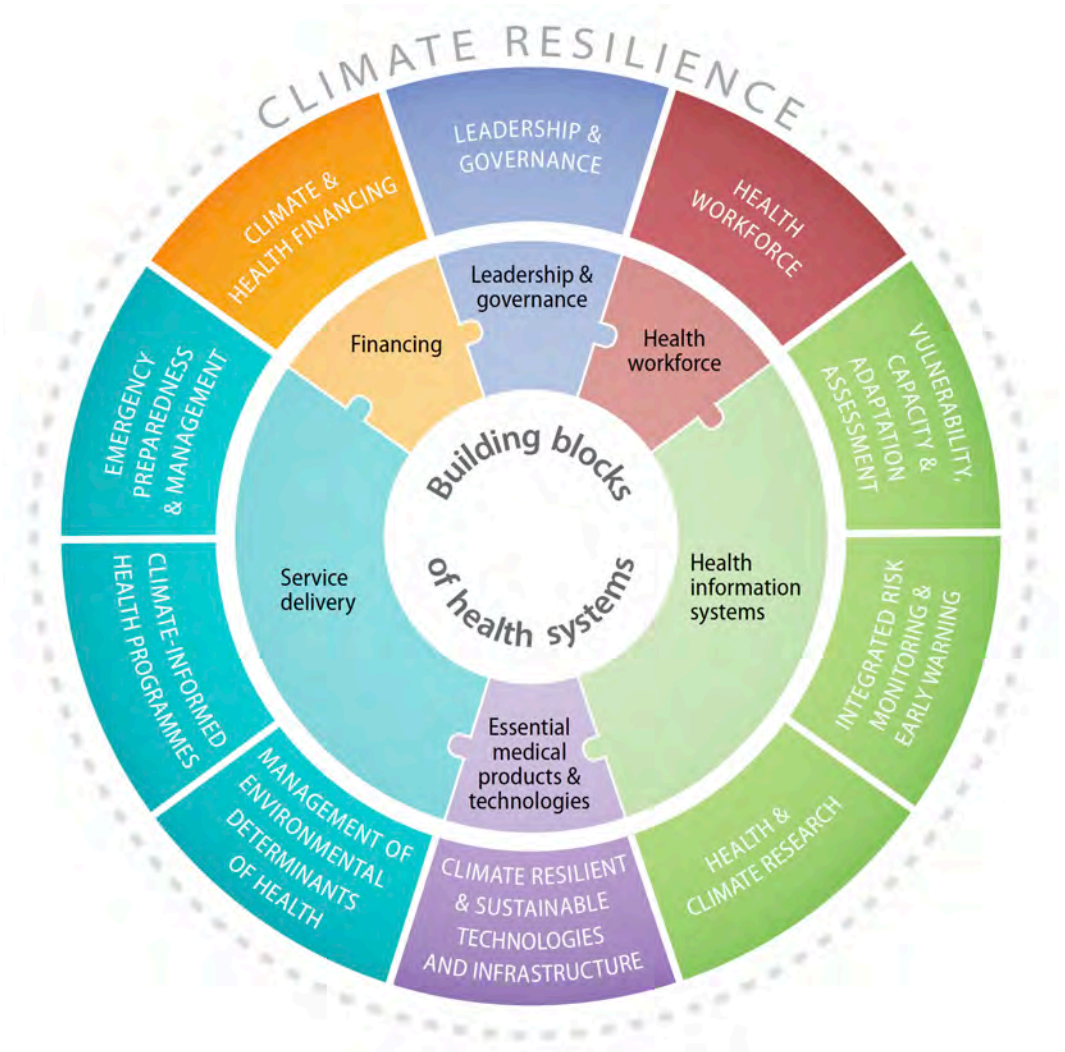 CLIMATE RESILIENCE
LEADERSHIP &
GOVERNANCE
HEALTH
WORKFORCE
VULNERABILITY,
CAPACITY &
ADAPTATION
ASSESSMENT
INTEGRATED RISK
MONITORING &
EARLY WARNING
HEALTH &
CLIMATE RESEARCH
CLIMATE RESILIENT
& SUSTAINABLE
TECHNOLOGIES
AND INFRASTRUCTURE
MANAGEMENT OF
ENVIRONMENTAL
DETERMINANTS
OF HEALTH
CLIMATE-INFORMED
HEALTH PROGRAMMES
EMERGENCY
PREPAREDNESS
& MANAGEMENT
CLIMATE &
HEALTH FINANCING
Leadership &
governance
Health
workforce
Health
information
systems
Essential
medical
products &
technologies
Service
delivery
Financing
Building blocks
of health systems